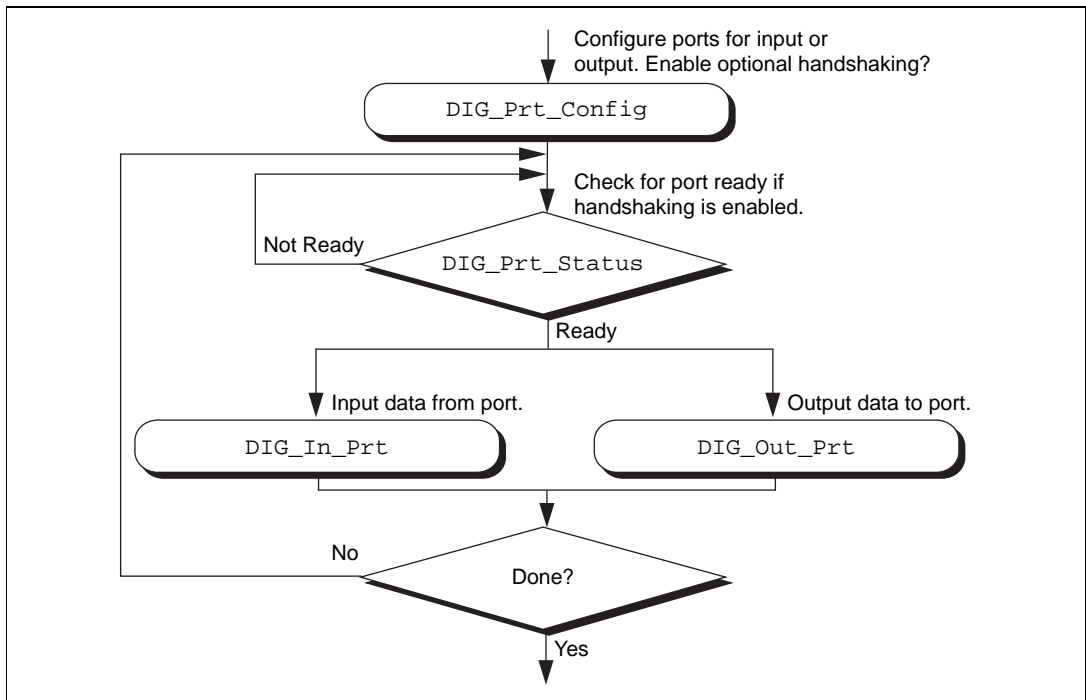 Configure ports for input or
output. Enable optional handshaking?
DIG_Prt_Config
Check for port ready if
handshaking is enabled.
Not Ready
DIG_Prt_Status
Ready
Input data from port.
Output data to port.
DIG_In_Prt
DIG_Out_Prt
No
Done?
Yes